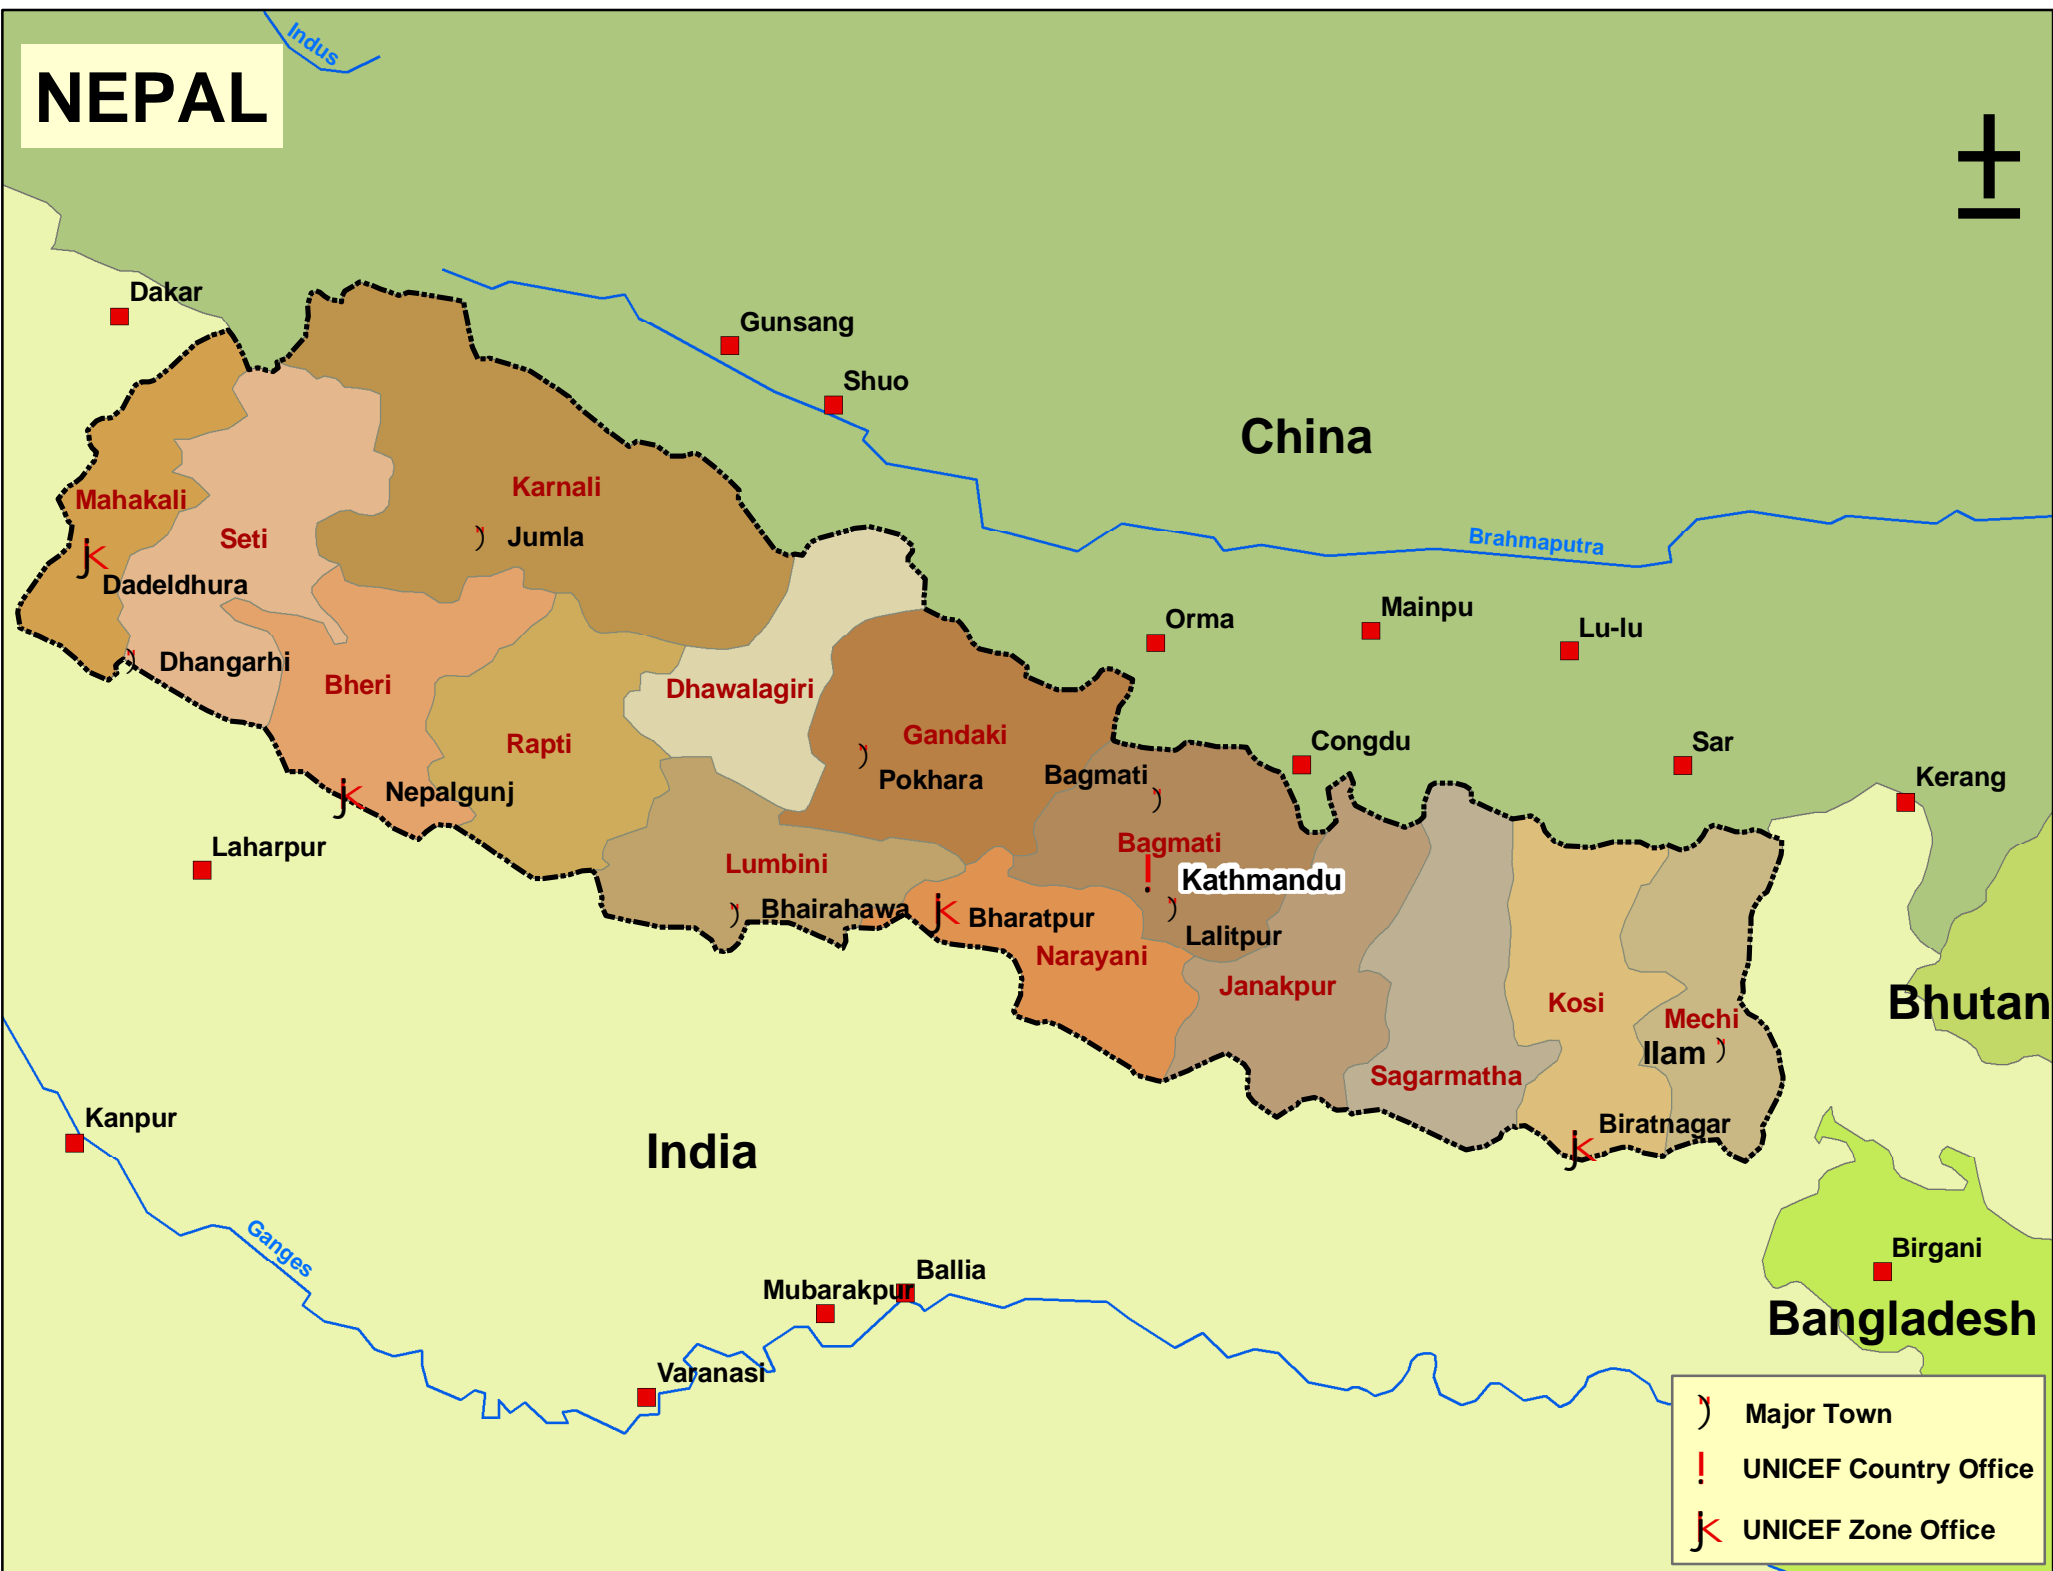 Indus
NEPAL
±
Dakar
Gunsang
Shuo
China
Karnali
Mahakali
Jumla
Seti
Brahmaputra
Dadeldhura
Mainpu
Orma
Lu-lu
Dhangarhi
Bheri
Dhawalagiri
Gandaki
Rapti
Congdu
Sar
Pokhara
Bagmati
Kerang
Nepalgunj
Laharpur
Bagmati
Lumbini
Kathmandu
Bhairahawa
Bharatpur
Lalitpur
Narayani
Janakpur
Kosi
Bhutan
Mechi
Ilam
Sagarmatha
Kanpur
Biratnagar
India
Ganges
Birgani
Ballia
Mubarakpur
Bangladesh
Varanasi
Major Town
! UNICEF Country Office
UNICEF Zone Office